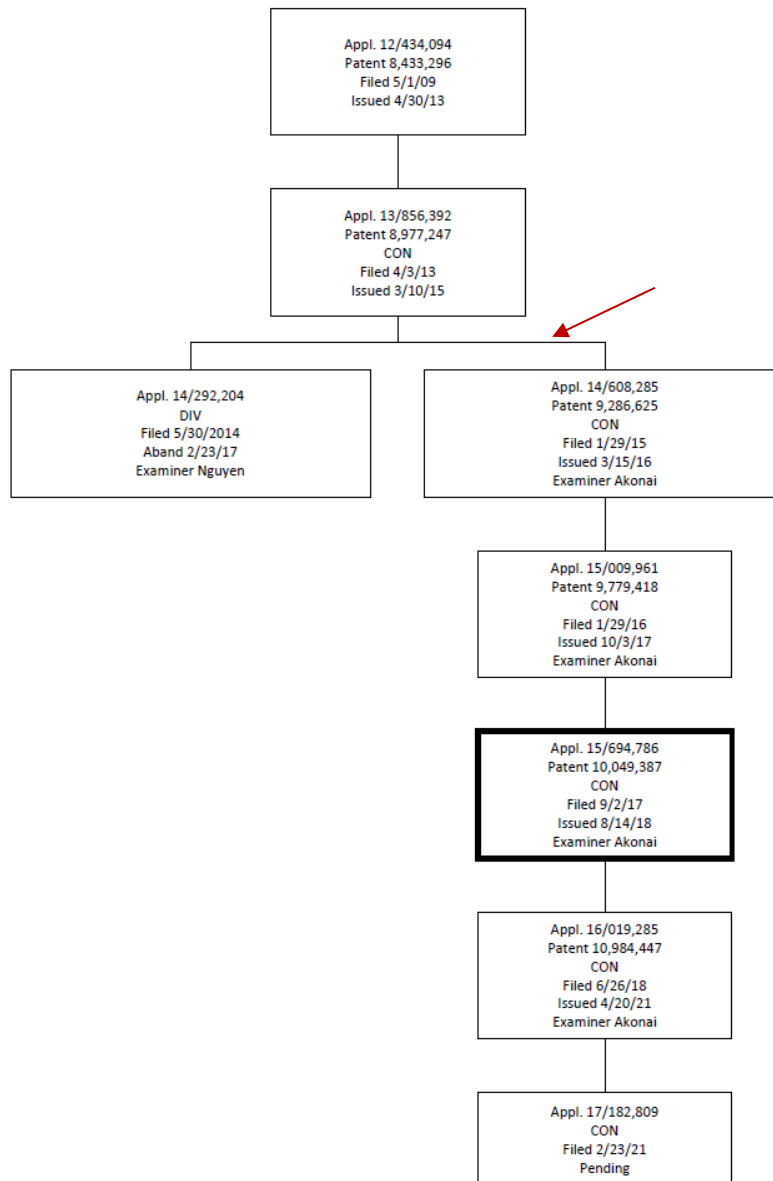 Appl. 12/434,094
Patent 8,433,296
Filed 5/1/09
Issued 4/30/13
Appl. 13/856,392
Patent 8,977,247
CON
Filed 4/3/13
Issued 3/10/15
Appl. 14/292,204
DIV
Filed 5/30/2014
Aband 2/23/17
Examiner Nguyen
Appl. 14/608,285
Patent 9,286,625
CON
Filed 1/29/15
Issued 3/15/16
Examiner Akonai
Appl. 15/009,961
Patent 9,779,418
CON
Filed 1/29/16
Issued 10/3/17
Examiner Akonai
Appl. 15/694,786
Patent 10,049,387
CON
Filed 9/2/17
Issued 8/14/18
Examiner Akonai
Appl. 16/019,285
Patent 10,984,447
CON
Filed 6/26/18
Issued 4/20/21
Examiner Akonai
Appl. 17/182,809
CON
Filed 2/23/21
Pending